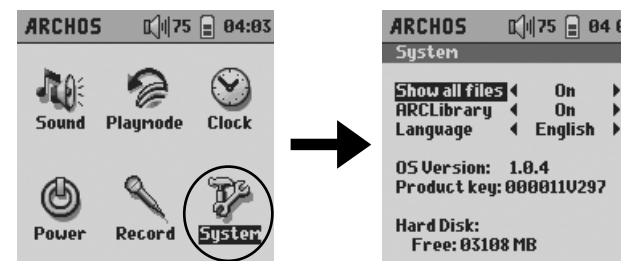 ARCHOS 75 04:03
Sound Playmode Clock
Power Record System
ARCHOS 75 04
System
Show all files On
ARCLibrary On
Language English
OS Version: 1.0.4
Product key: 000011V297
Hard Disk:
Free: 03108 MB